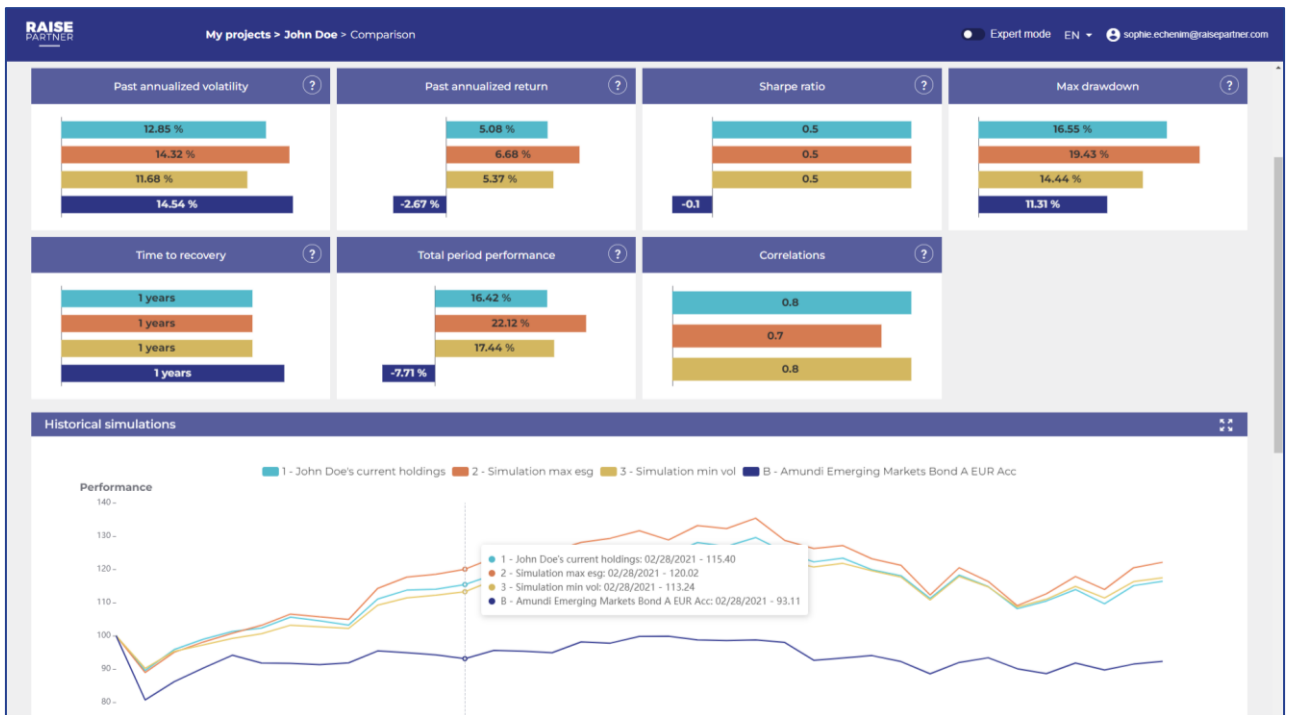 RAISE
PARTNER
My projects > John Doe > Comparison
Expert mode EN sophie.echenim@raisepartner.com
Past annualized volatility ?
12.85 %
14.32 %
11.68 %
14.54 %
Past annualized return ?
5.08 %
6.68 %
5.37 %
-2.67 %
Sharpe ratio ?
0.5
0.5
0.5
-0.1
Max drawdown ?
16.55 %
19.43 %
14.44 %
11.31 %
Time to recovery ?
1 years
1 years
1 years
1 years
Total period performance ?
16.42 %
22.12 %
17.44 %
-7.71 %
Correlations ?
0.8
0.7
0.8
Historical simulations
1 - John Doe's current holdings 2 - Simulation max esg 3 - Simulation min vol B - Amundi Emerging Markets Bond A EUR Acc
Performance
140
130
120
110
100
90
80
1 - John Doe's current holdings: 02/28/2021 - 115.40
2 - Simulation max esg: 02/28/2021 - 120.02
3 - Simulation min vol: 02/28/2021 - 113.24
B - Amundi Emerging Markets Bond A EUR Acc: 02/28/2021 - 93.11